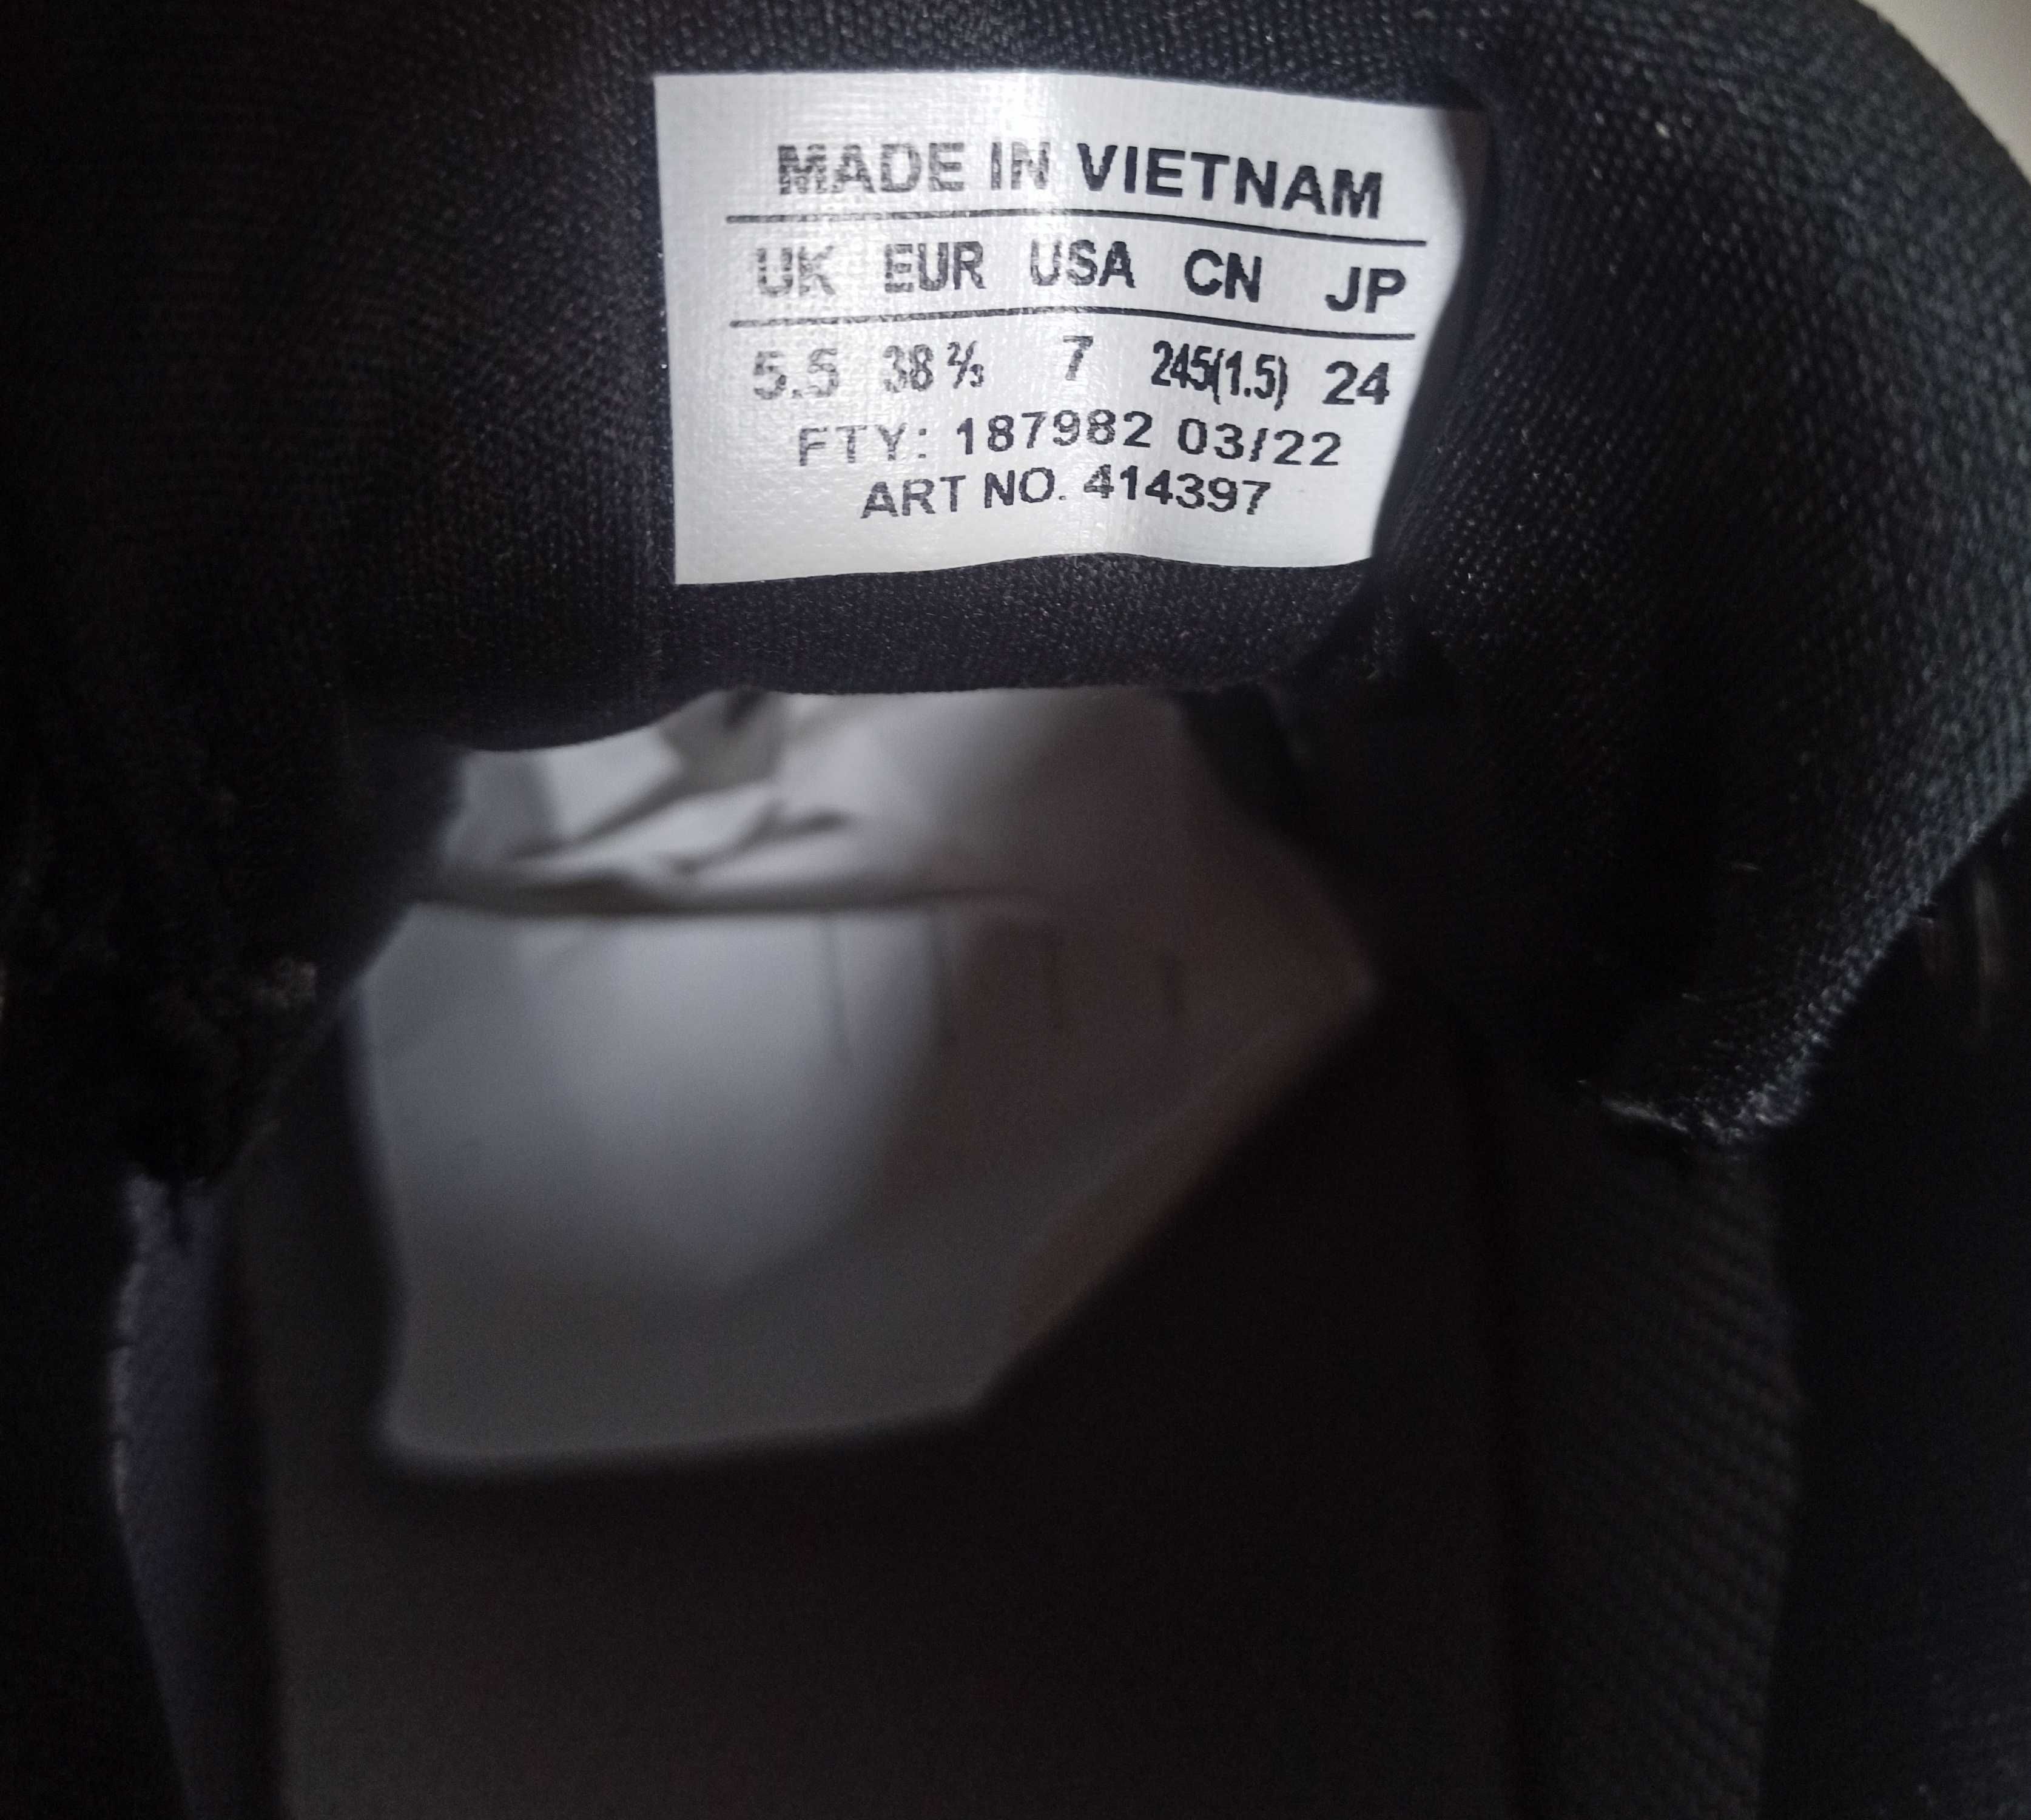 MADE IN VIETNAM
UK EUR USA CN JP
5.5 38 ⅔ 7 245(1.5) 24
FTY: 187982 03/22
ART NO. 414397